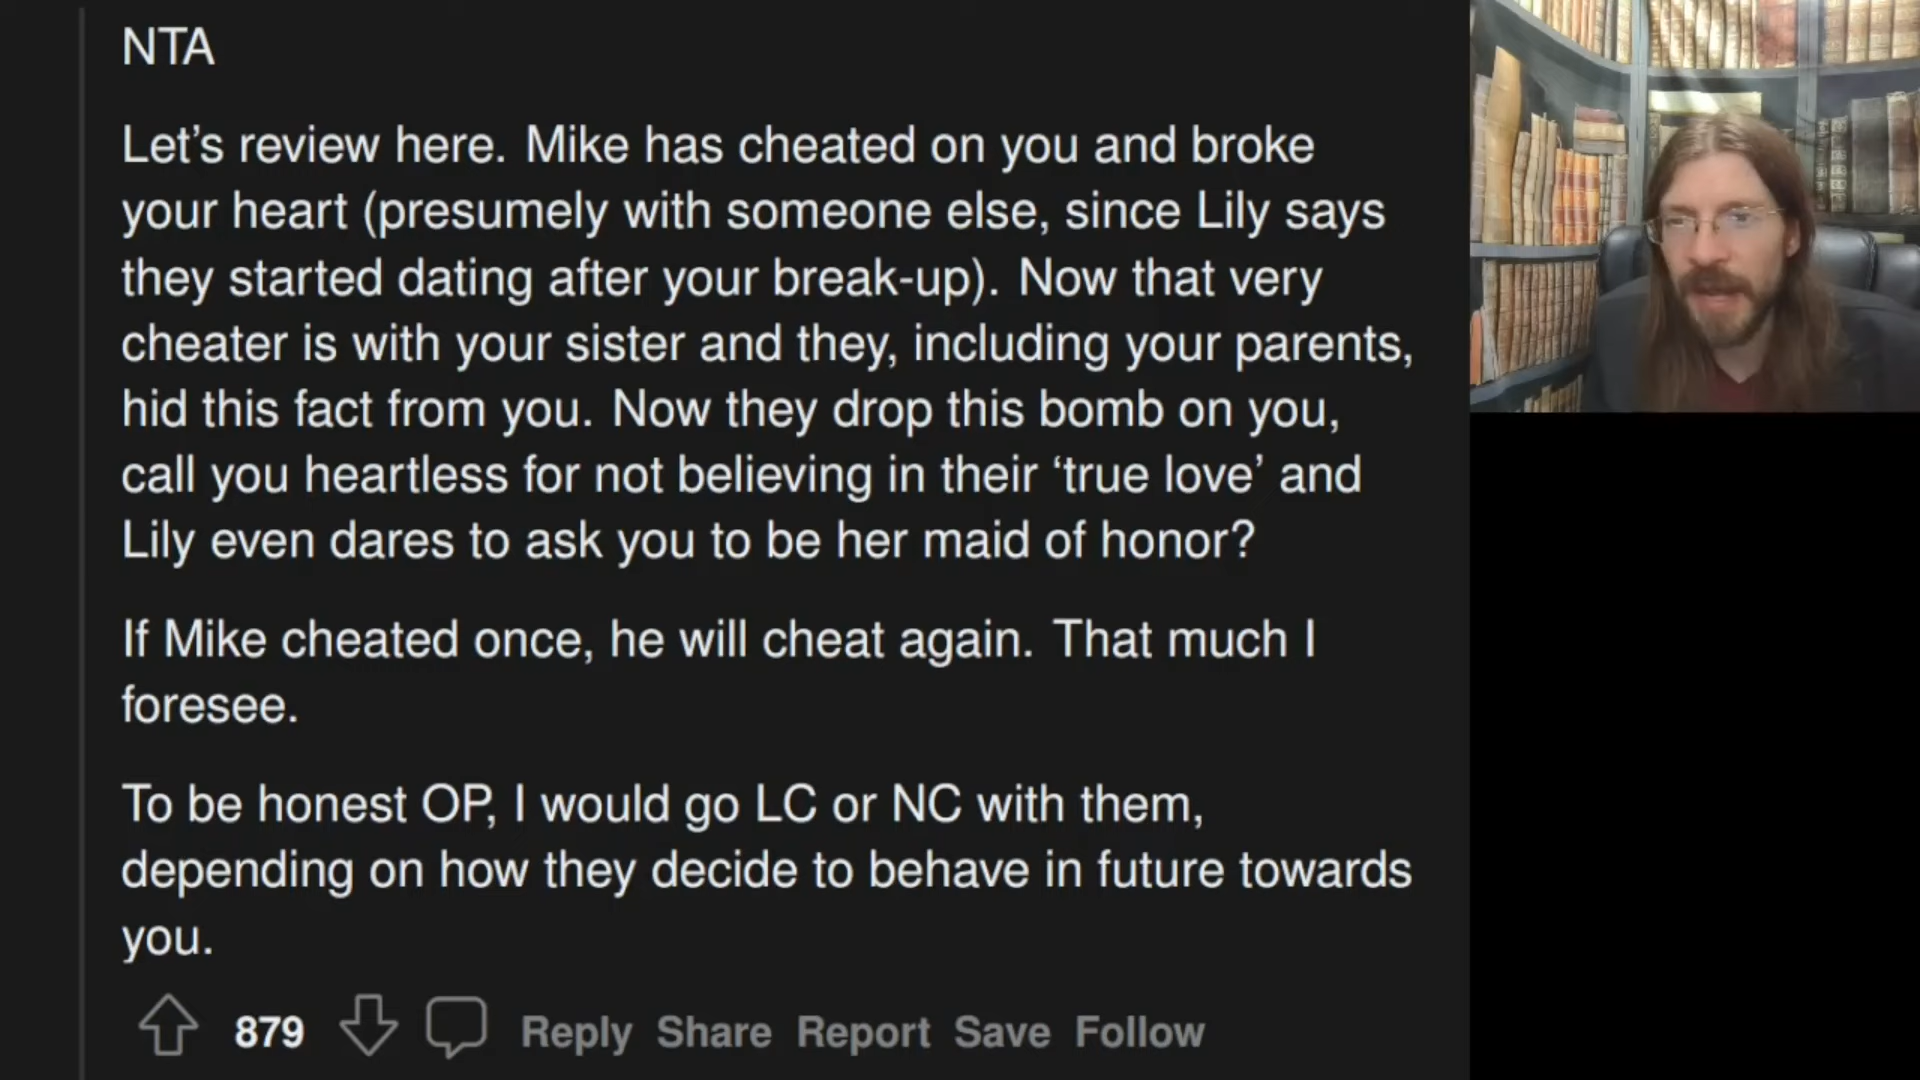 NTA
Let’s review here. Mike has cheated on you and broke
your heart (presumely with someone else, since Lily says
they started dating after your break-up). Now that very
cheater is with your sister and they, including your parents,
hid this fact from you. Now they drop this bomb on you,
call you heartless for not believing in their ‘true love’ and
Lily even dares to ask you to be her maid of honor?
If Mike cheated once, he will cheat again. That much I
foresee.
To be honest OP, I would go LC or NC with them,
depending on how they decide to behave in future towards
you.
879 Reply Share Report Save Follow